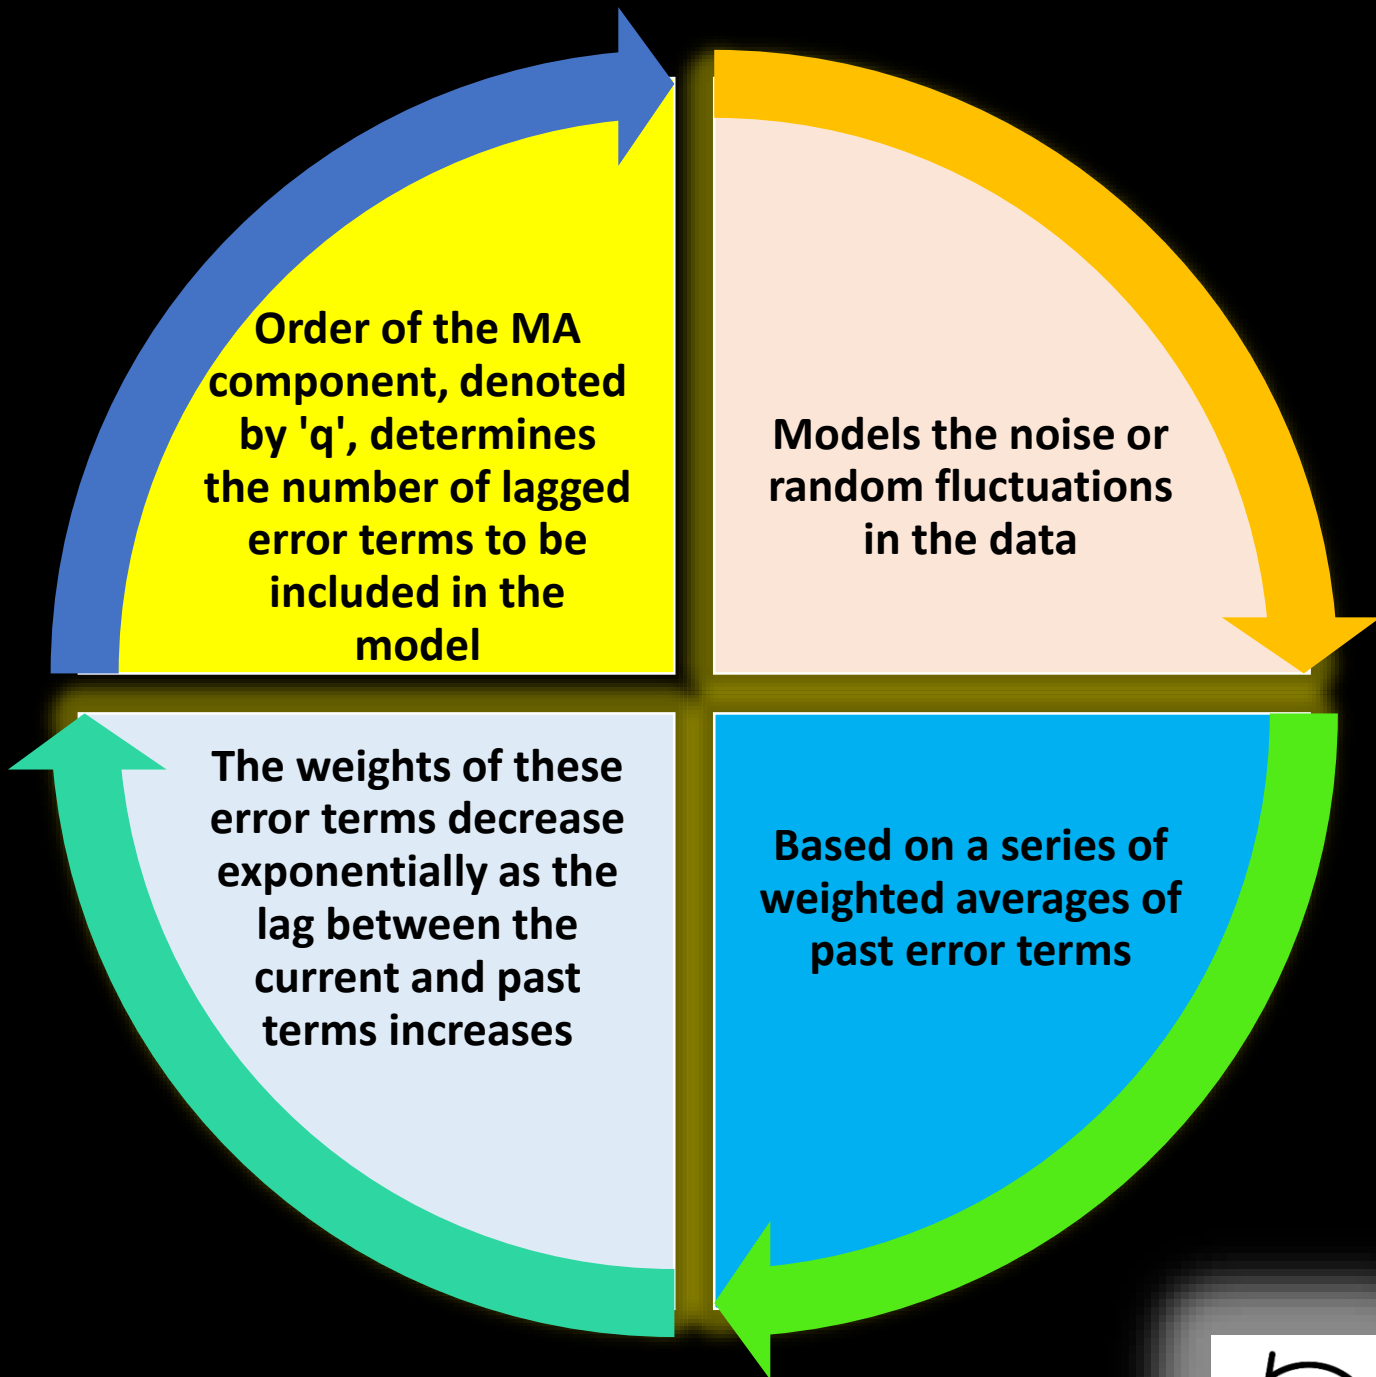 Order of the MA
component, denoted
by 'q', determines
the number of lagged
error terms to be
included in the
model
Models the noise or
random fluctuations
in the data
The weights of these
error terms decrease
exponentially as the
lag between the
current and past
terms increases
Based on a series of
weighted averages of
past error terms